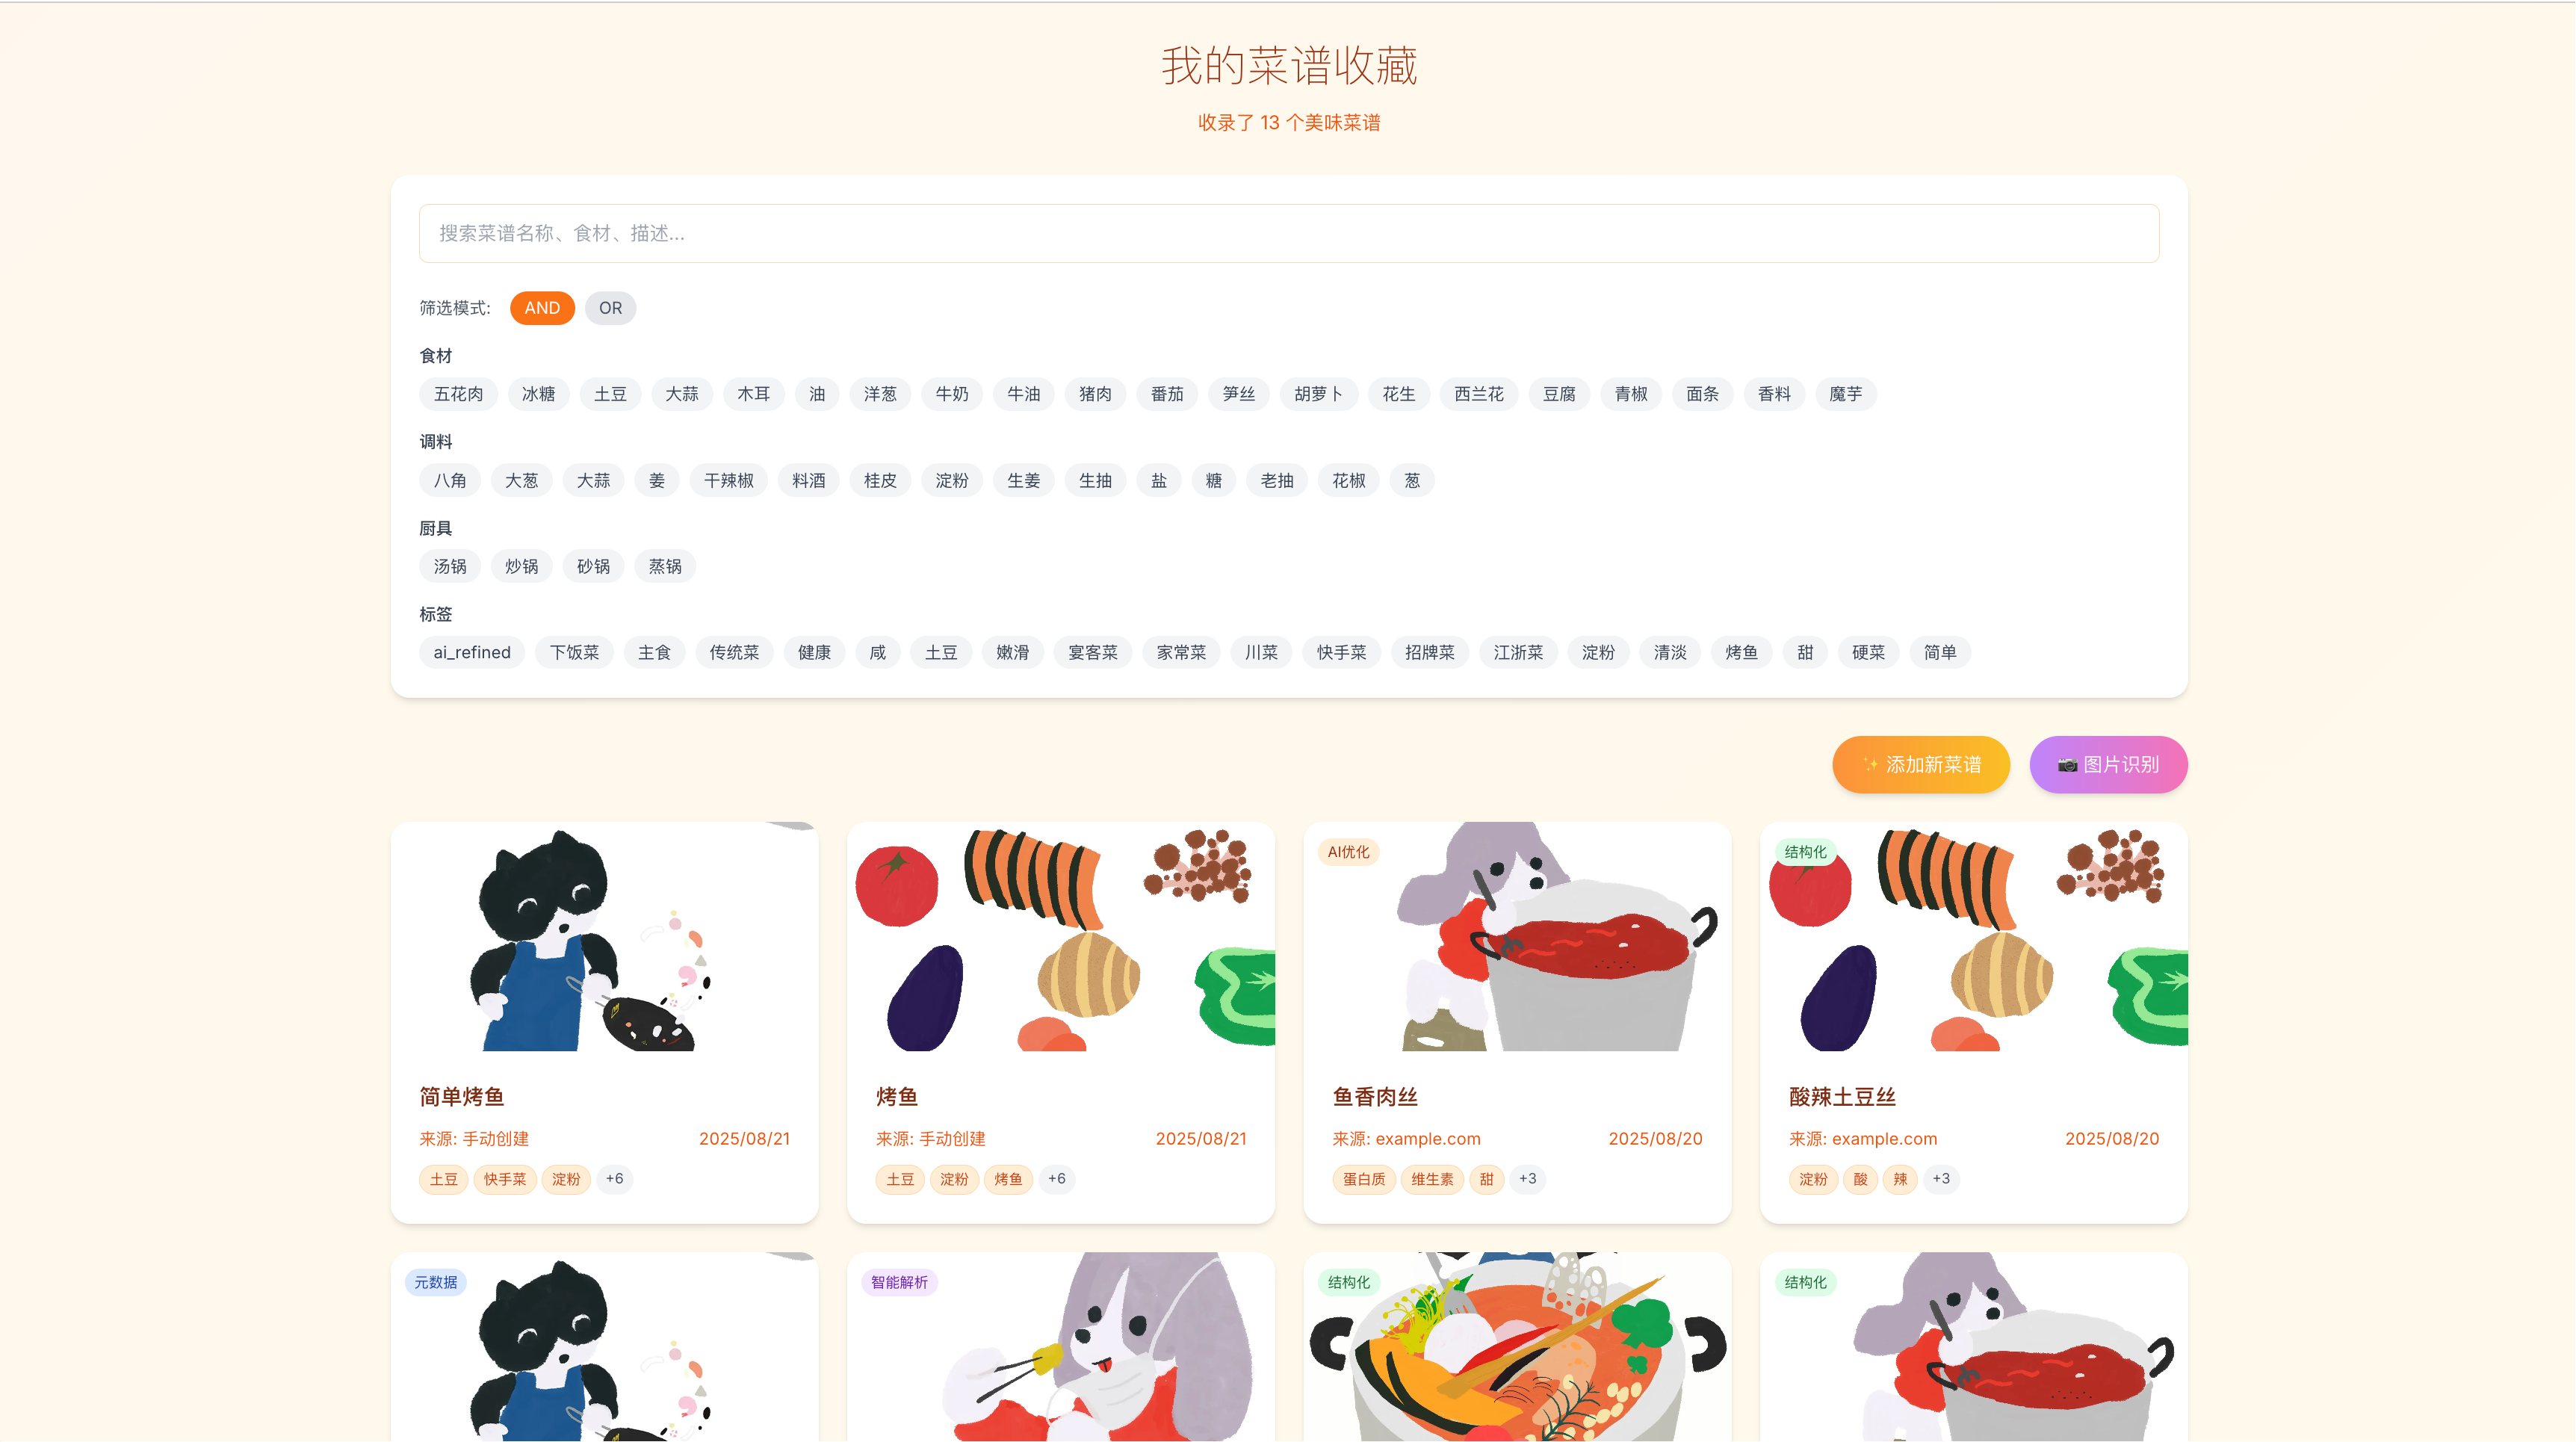 我的菜谱收藏
收录了 13 个美味菜谱
搜索菜谱名称、食材、描述...
筛选模式: AND OR
食材
五花肉 冰糖 土豆 大蒜 木耳 油 洋葱 牛奶 牛油 猪肉 番茄 笋丝 胡萝卜 花生 西兰花 豆腐 青椒 面条 香料 魔芋
调料
八角 大葱 大蒜 姜 干辣椒 料酒 桂皮 淀粉 生姜 生抽 盐 糖 老抽 花椒 葱
厨具
汤锅 炒锅 砂锅 蒸锅
标签
ai_refined 下饭菜 主食 传统菜 健康 咸 土豆 嫩滑 宴客菜 家常菜 川菜 快手菜 招牌菜 江浙菜 淀粉 清淡 烤鱼 甜 硬菜 简单
✨ 添加新菜谱 📷 图片识别
简单烤鱼
来源: 手动创建 2025/08/21
土豆 快手菜 淀粉 +6
烤鱼
来源: 手动创建 2025/08/21
土豆 淀粉 烤鱼 +6
AI优化
鱼香肉丝
来源: example.com 2025/08/20
蛋白质 维生素 甜 +3
结构化
酸辣土豆丝
来源: example.com 2025/08/20
淀粉 酸 辣 +3
元数据
智能解析
结构化
结构化